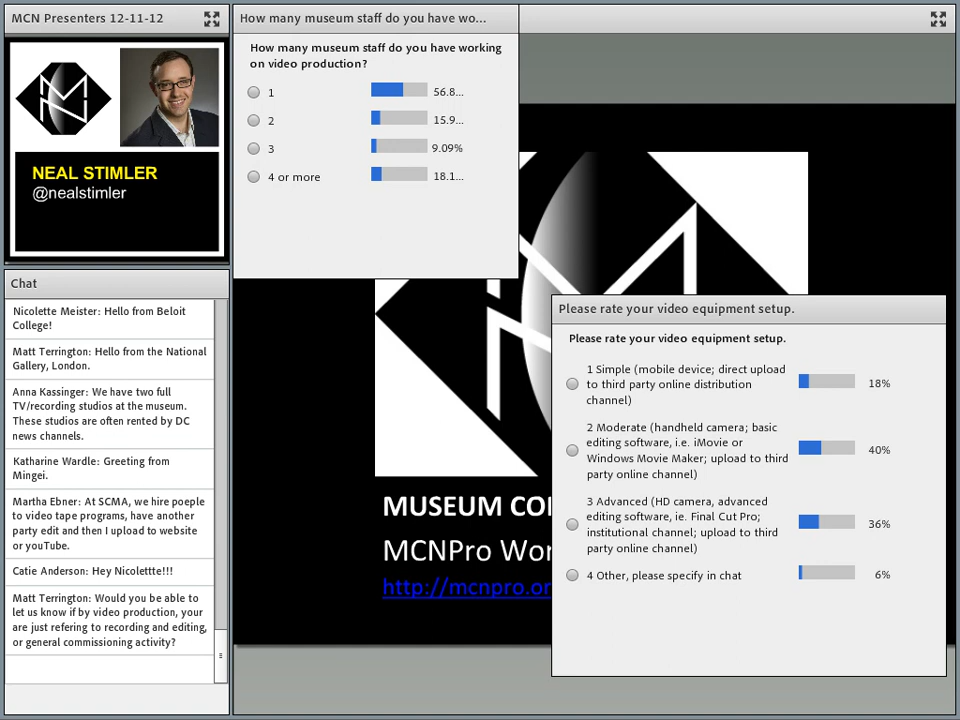 MCN Presenters 12-11-12
NEAL STIMLER
@nealstimler
Chat
Nicolette Meister: Hello from Beloit
College!
Matt Terrington: Hello from the National
Gallery, London.
Anna Kassinger: We have two full
TV/recording studios at the museum.
These studios are often rented by DC
news channels.
Katharine Wardle: Greeting from
Mingei.
Martha Ebner: At SCMA, we hire poeple
to video tape programs, have another
party edit and then I upload to website
or youTube.
Catie Anderson: Hey Nicolettte!!!
Matt Terrington: Would you be able to
let us know if by video production, your
are just refering to recording and editing,
or general commissioning activity?
How many museum staff do you have wo...
How many museum staff do you have working
on video production?
1 56.8...
2 15.9...
3 9.09%
4 or more 18.1...
MUSEUM CO
MCNPro Wor
http://mcnpro.or
Please rate your video equipment setup.
Please rate your video equipment setup.
1 Simple (mobile device; direct upload
to third party online distribution
channel)
18%
2 Moderate (handheld camera; basic
editing software, i.e. iMovie or
Windows Movie Maker; upload to third
party online channel)
40%
3 Advanced (HD camera, advanced
editing software, ie. Final Cut Pro;
institutional channel; upload to third
party online channel)
36%
4 Other, please specify in chat 6%